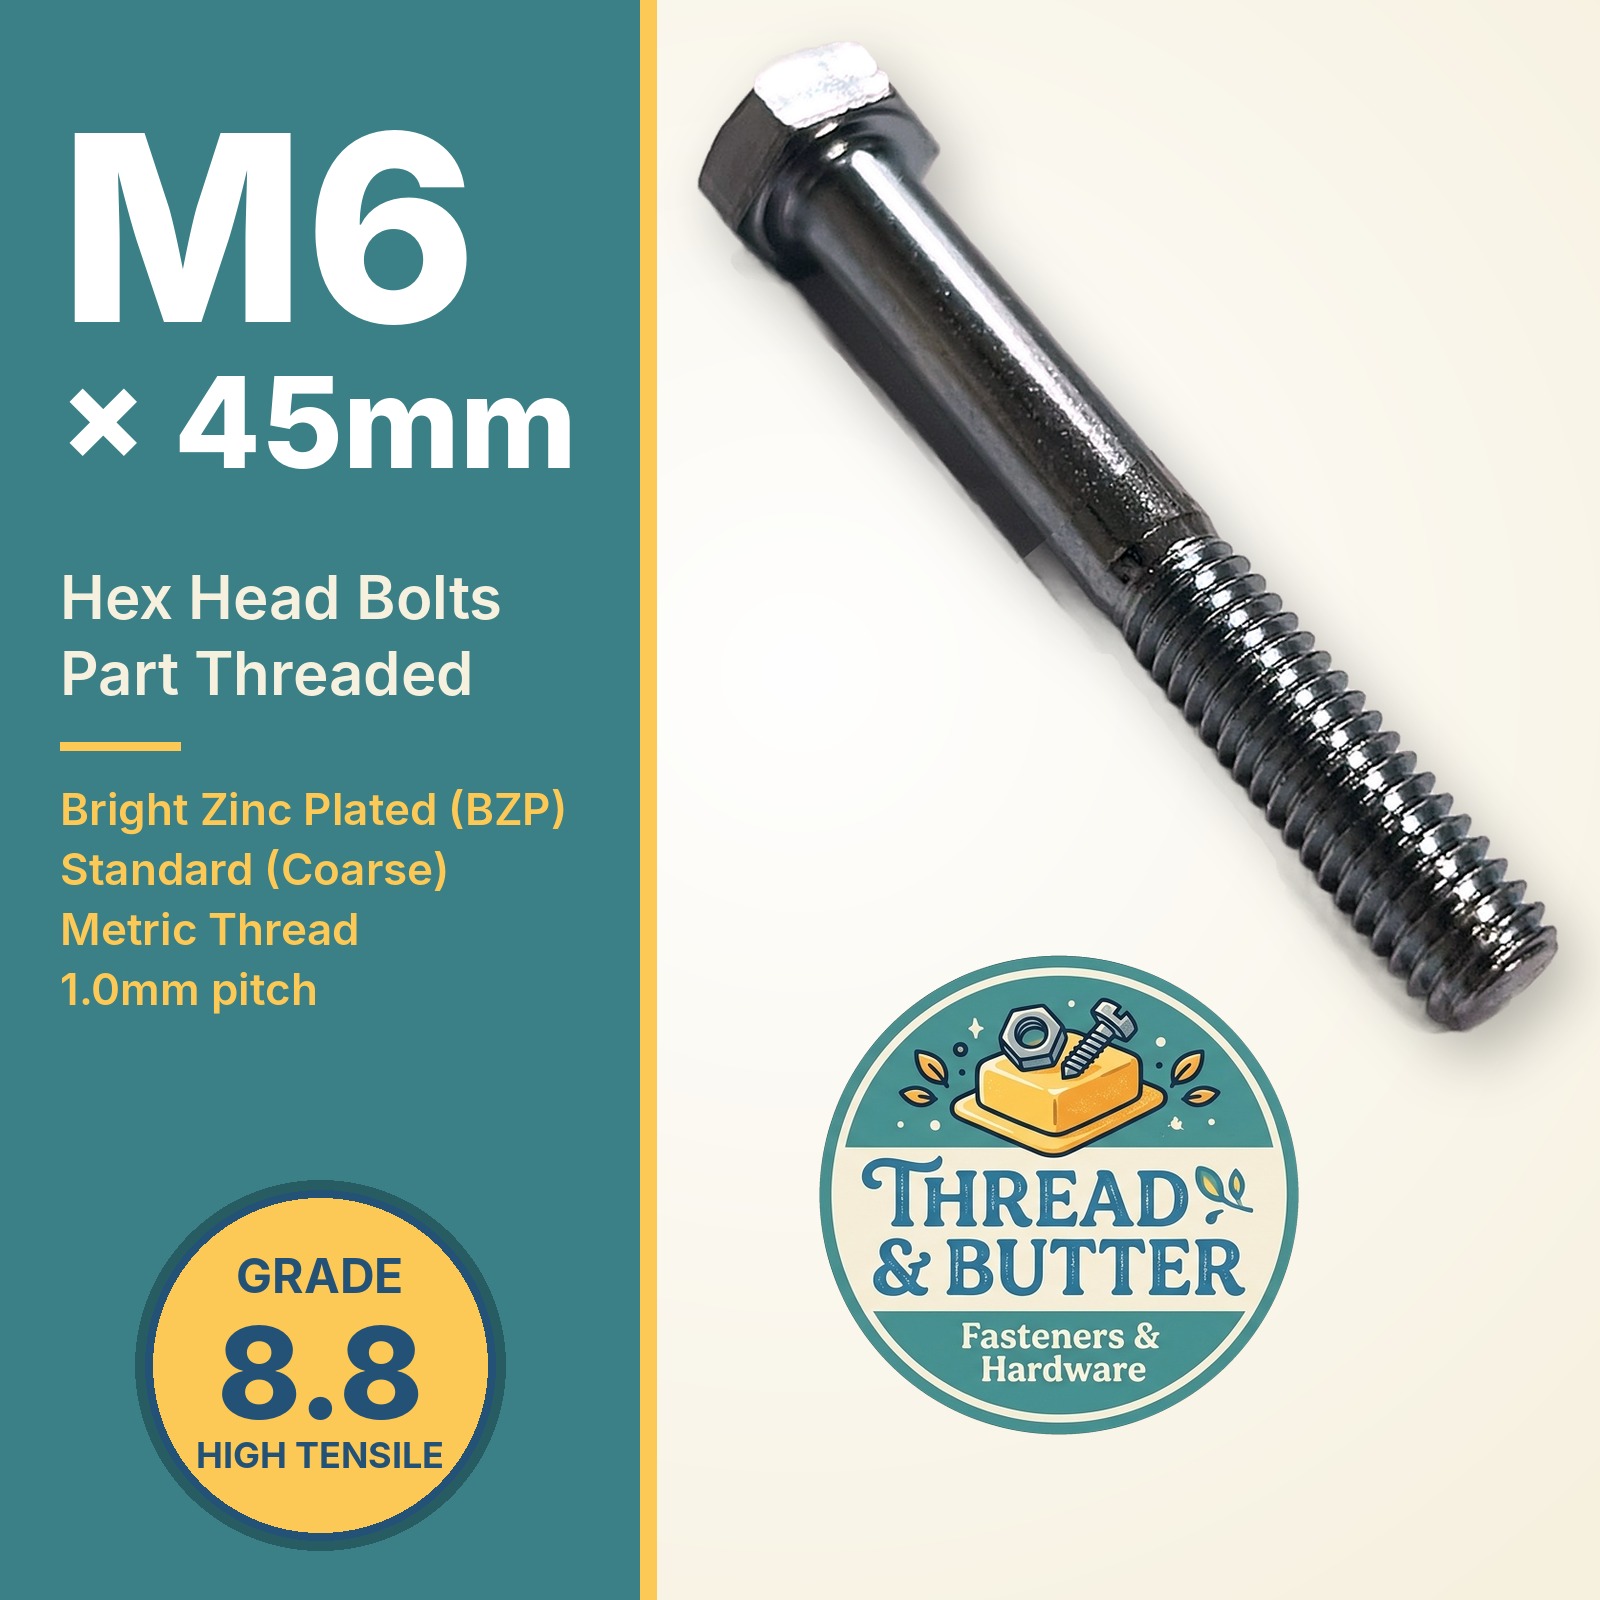 M6
× 45mm
Hex Head Bolts
Part Threaded
Bright Zinc Plated (BZP)
Standard (Coarse)
Metric Thread
1.0mm pitch
GRADE
8.8
HIGH TENSILE
THREAD
& BUTTER
Fasteners &
Hardware